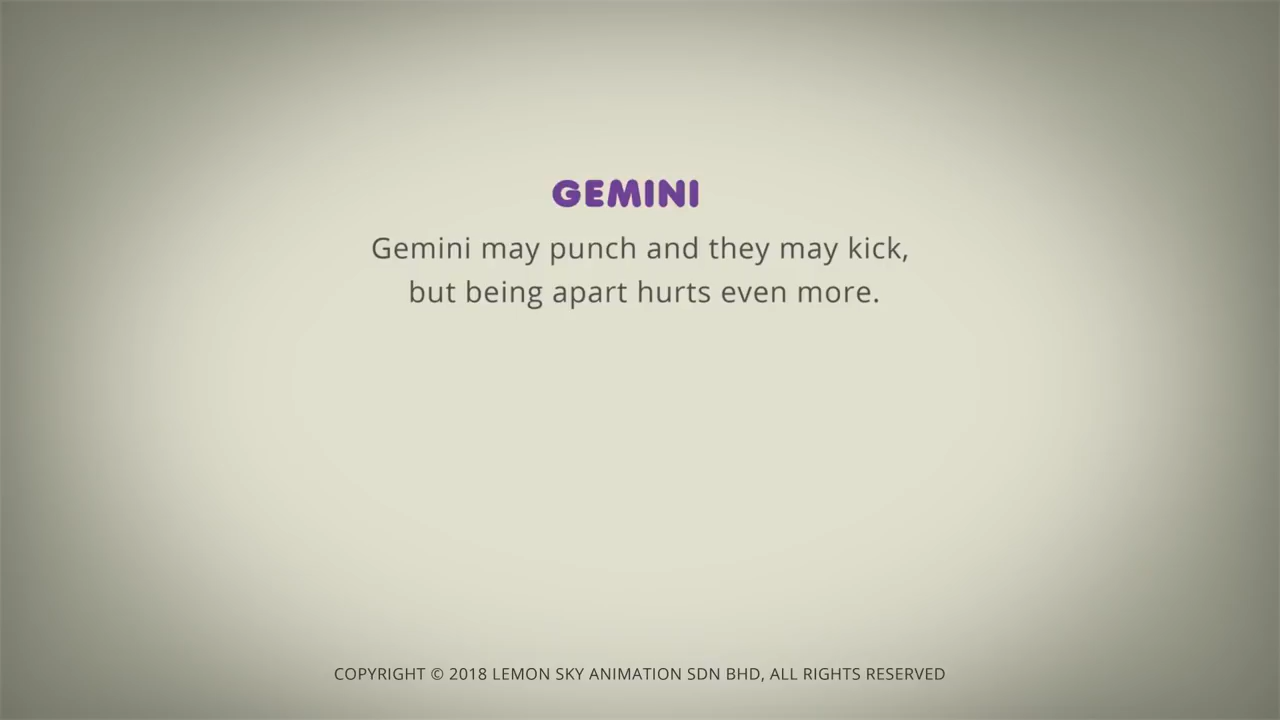 GEMINI
Gemini may punch and they may kick,
but being apart hurts even more.
COPYRIGHT © 2018 LEMON SKY ANIMATION SDN BHD, ALL RIGHTS RESERVED